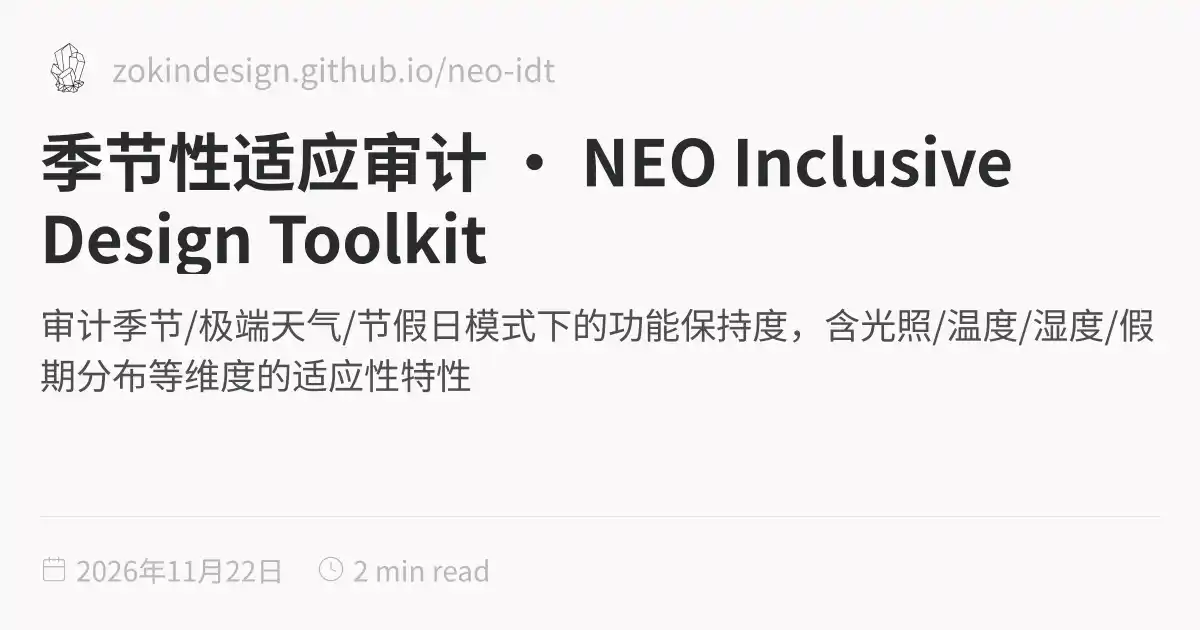 zokindesign.github.io/neo-idt
季节性适应审计 · NEO Inclusive
Design Toolkit
审计季节/极端天气/节假日模式下的功能保持度，含光照/温度/湿度/假
期分布等维度的适应性特性
2026年11月22日 2 min read